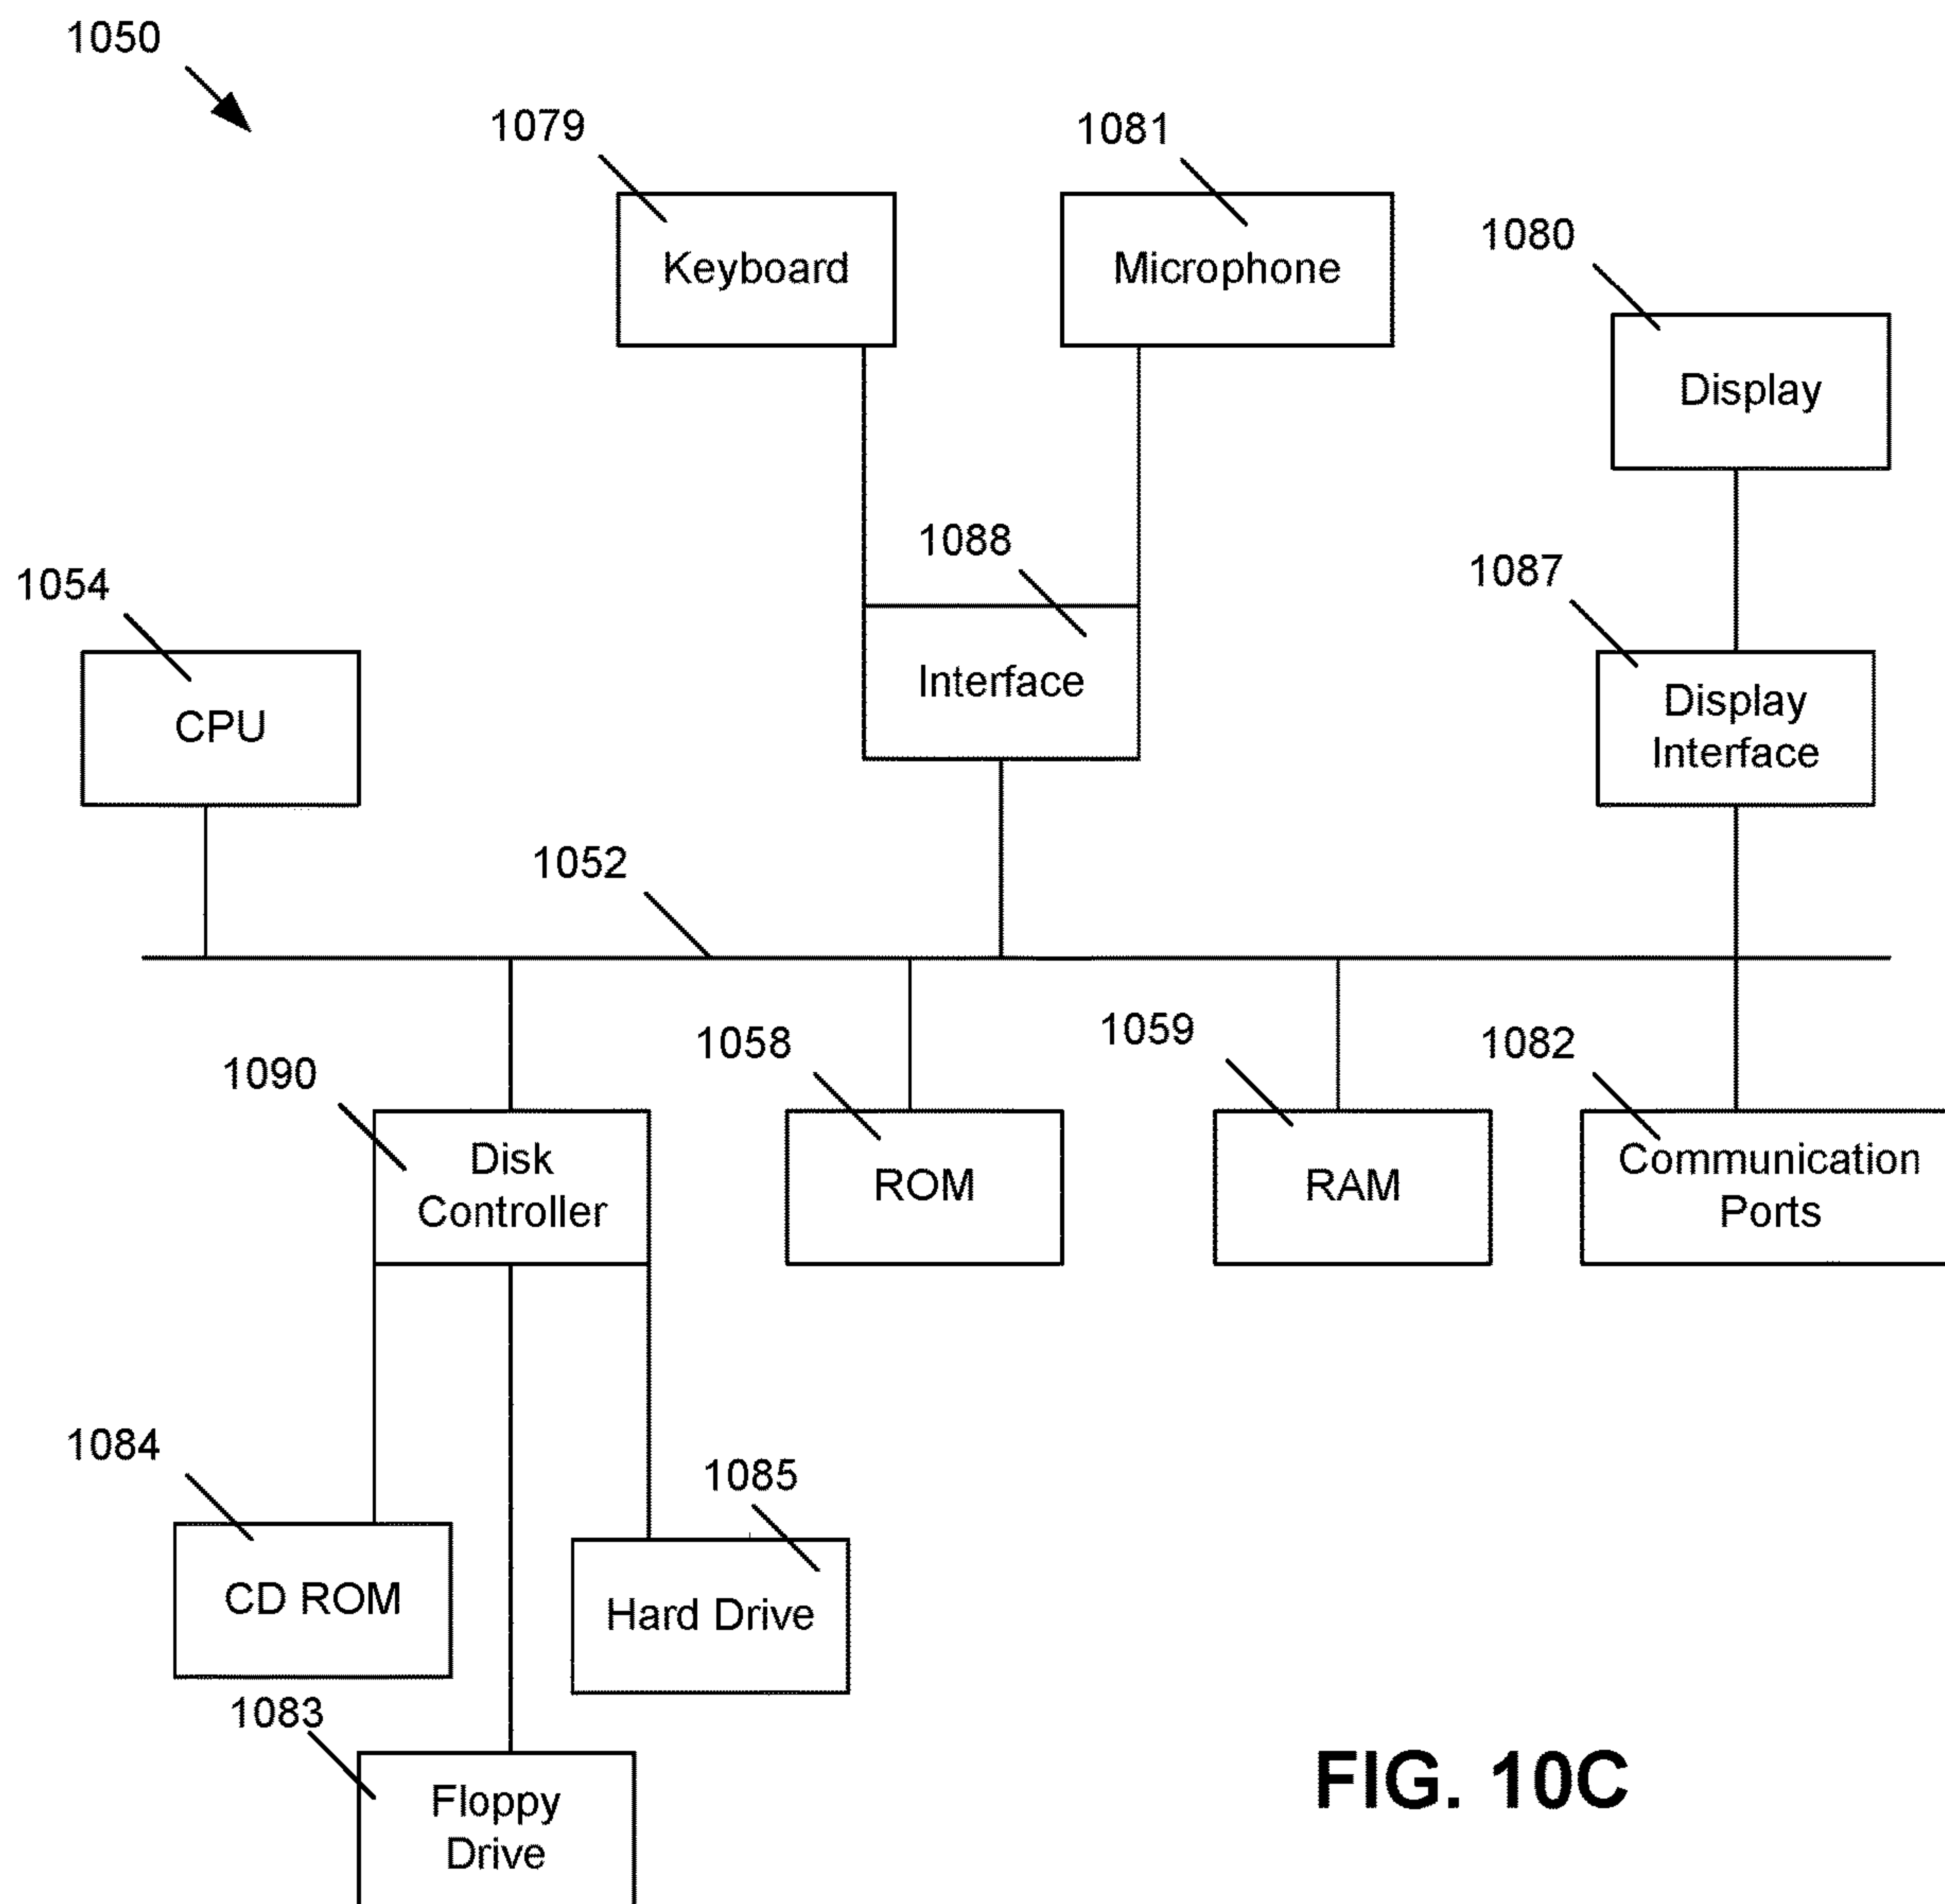 1050
1079
1081
Keyboard
Microphone
1080
Display
1088
1087
1054
Interface
Display
Interface
CPU
1052
1058
1059
1082
1090
Disk
Controller
ROM
RAM
Communication
Ports
1084
1085
CD ROM
Hard Drive
1083
Floppy
Drive
FIG. 10C